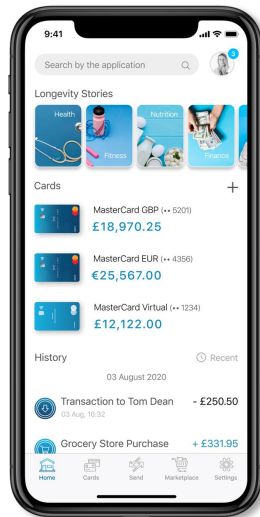 9:41
3
Search by the application
Longevity Stories
Health
Fitness
Nutrition
Finance
Cards
MasterCard GBP (•• 5201)
£18,970.25
MasterCard EUR (•• 4356)
€25,567.00
MasterCard Virtual (•• 1234)
£12,122.00
History
Recent
03 August 2020
Transaction to Tom Dean - £250.50
03 Aug, 16:32
Grocery Store Purchase + £331.95
Home Cards Send Marketplace Settings